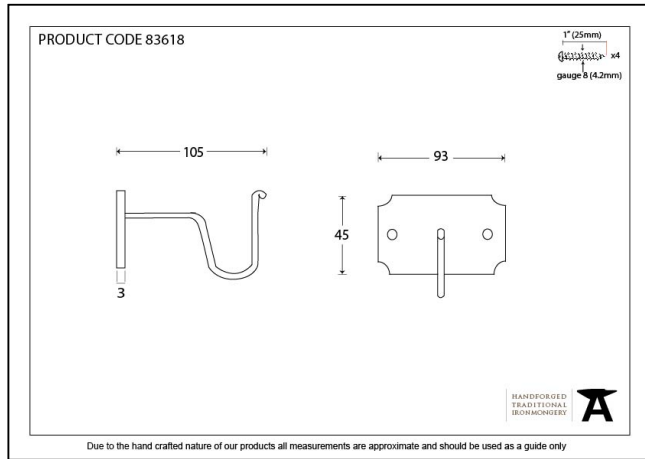 PRODUCT CODE 83618
1" (25mm)
x4
gauge 8 (4.2mm)
105
93
45
3
HANDFORGED
TRADITIONAL
IRONMONGERY
A
Due to the hand crafted nature of our products all measurements are approximate and should be used as a guide only